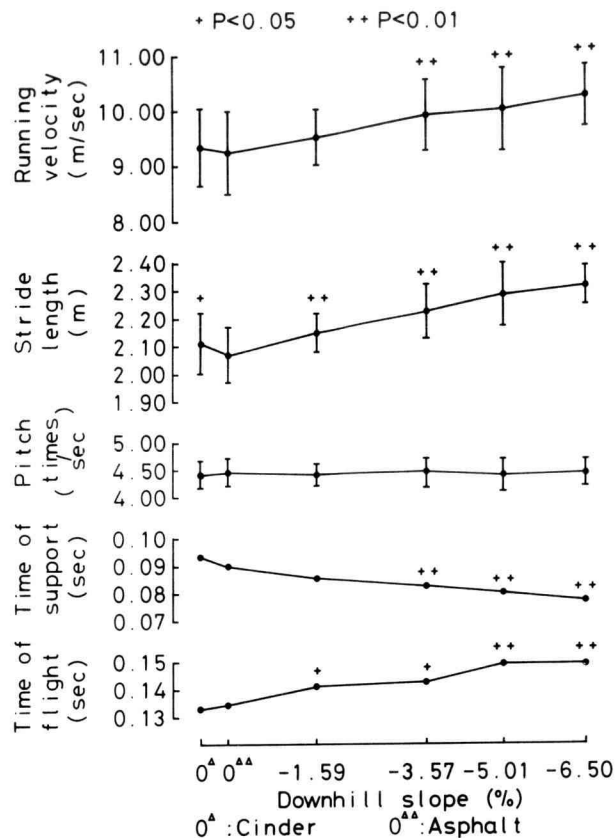 + P<0.05 ++ P<0.01
Running velocity (m/sec)
11.00
10.00
9.00
8.00
++ ++ ++
Stride length (m)
2.40
2.30
2.20
2.10
2.00
1.90
+ ++ ++ ++ ++
Pitch (times/sec)
5.00
4.50
4.00
Time of support (sec)
0.10
0.09
0.08
0.07
++ ++ ++
Time of flight (sec)
0.15
0.14
0.13
+ + ++ ++
0△ 0△△ -1.59 -3.57 -5.01 -6.50
Downhill slope (%)
0△ :Cinder 0△△:Asphalt